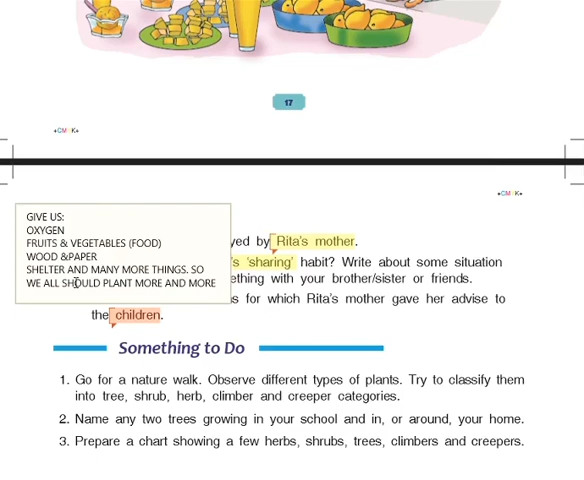 17
CMYK
CMYK
GIVE US:
OXYGEN
FRUITS & VEGETABLES (FOOD)
WOOD &PAPER
SHELTER AND MANY MORE THINGS. SO
WE ALL SHOULD PLANT MORE AND MORE
yed by Rita's mother.
's 'sharing' habit? Write about some situation
ething with your brother/sister or friends.
s for which Rita's mother gave her advise to
the children.
Something to Do
1. Go for a nature walk. Observe different types of plants. Try to classify them
into tree, shrub, herb, climber and creeper categories.
2. Name any two trees growing in your school and in, or around, your home.
3. Prepare a chart showing a few herbs, shrubs, trees, climbers and creepers.